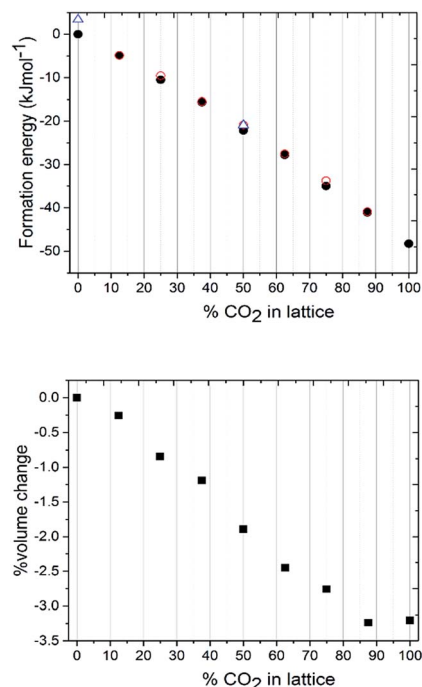 Formation energy (kJmol⁻¹)
0
-10
-20
-30
-40
-50
0 10 20 30 40 50 60 70 80 90 100
% CO₂ in lattice
%volume change
0.0
-0.5
-1.0
-1.5
-2.0
-2.5
-3.0
-3.5
0 10 20 30 40 50 60 70 80 90 100
% CO₂ in lattice